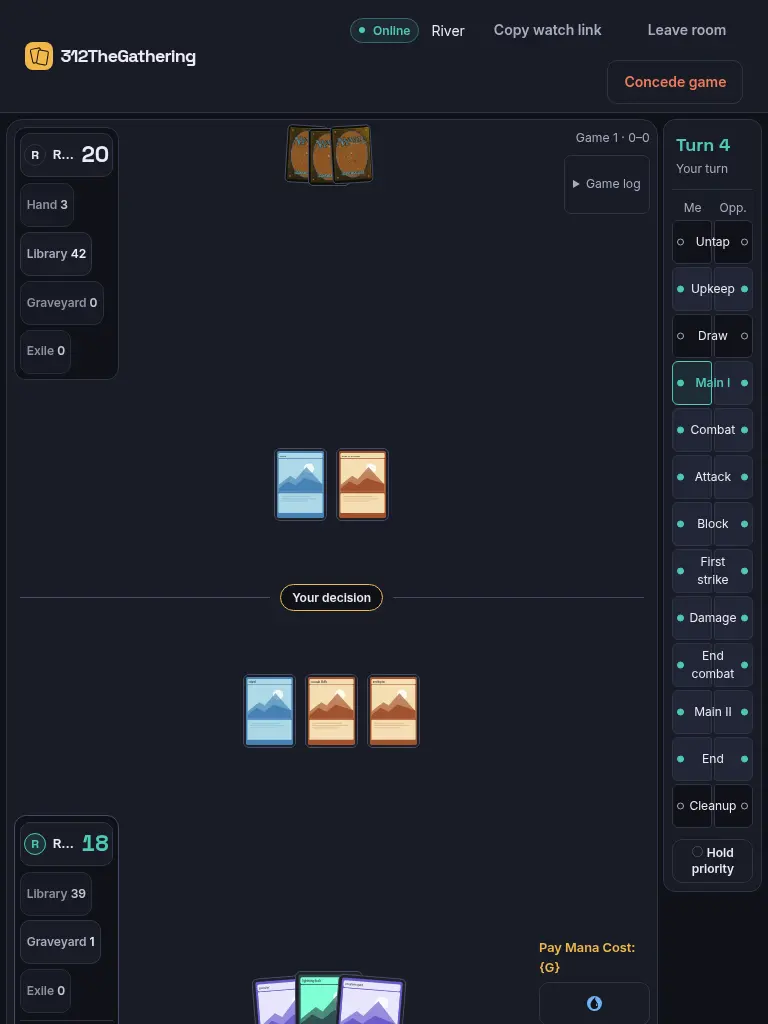 Online River Copy watch link Leave room
312TheGathering
Concede game
R R... 20
Hand 3
Library 42
Graveyard 0
Exile 0
Game 1 · 0–0
Game log
Your decision
R R... 18
Library 39
Graveyard 1
Exile 0
Pay Mana Cost:
{G}
Turn 4
Your turn
Me Opp.
Untap
Upkeep
Draw
Main I
Combat
Attack
Block
First
strike
Damage
End
combat
Main II
End
Cleanup
Hold
priority